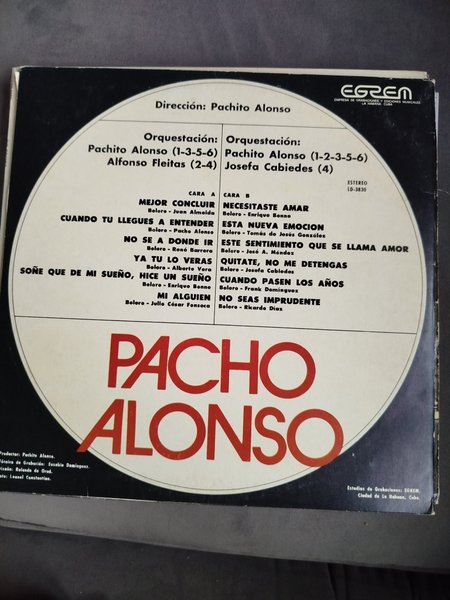 EGREM
EMPRESA DE GRABACIONES Y EDICIONES MUSICALES
LA HABANA, CUBA
Dirección: Pachito Alonso
Orquestación:
Pachito Alonso (1-3-5-6)
Alfonso Fleitas (2-4)
Orquestación:
Pachito Alonso (1-2-3-5-6)
Josefa Cabiedes (4)
ESTEREO
LD-3830
CARA A
MEJOR CONCLUIR
Bolero - Juan Almeida
CUANDO TU LLEGUES A ENTENDER
Bolero - Pacho Alonso
NO SE A DONDE IR
Bolero - René Barrera
YA TU LO VERAS
Bolero - Alberto Vera
SOÑE QUE DE MI SUEÑO, HICE UN SUEÑO
Bolero - Enrique Bonne
MI ALGUIEN
Bolero - Julio César Fonseca
CARA B
NECESITASTE AMAR
Bolero - Enrique Bonne
ESTA NUEVA EMOCION
Bolero - Tomás de Jesús Gonzáles
ESTE SENTIMIENTO QUE SE LLAMA AMOR
Bolero - José A. Méndez
QUITATE, NO ME DETENGAS
Bolero - Josefa Cabiedes
CUANDO PASEN LOS AÑOS
Bolero - Frank Domínguez
NO SEAS IMPRUDENTE
Bolero - Ricardo Díaz
PACHO
ALONSO
Productor: Pachito Alonso.
Técnico de Grabación: Eusebio Domínguez.
Diseño: Rolando de Oraá.
Foto: Leonel Constantino.
Estudios de Grabaciones: EGREM,
Ciudad de La Habana, Cuba.